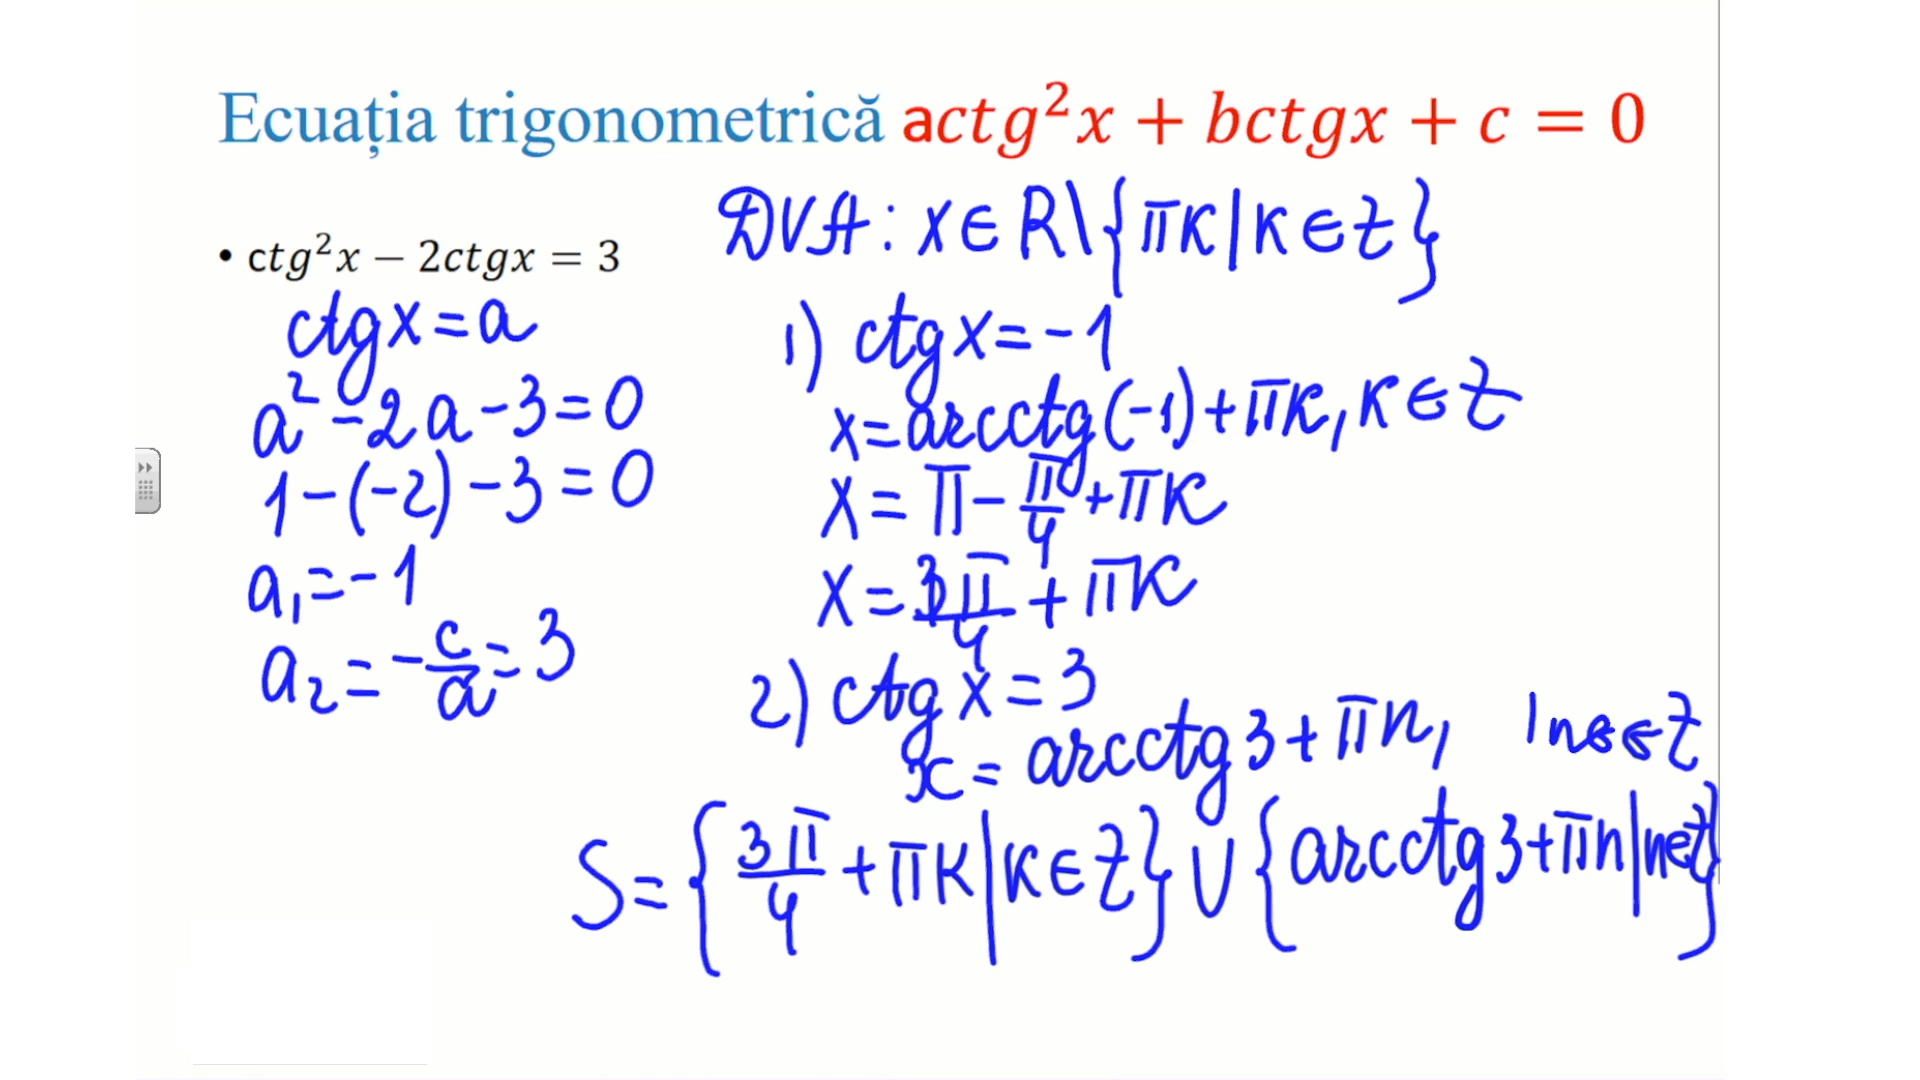 Ecuația trigonometrică actg²x + bctgx + c = 0
• ctg²x − 2ctgx = 3
ctgx=a
a²-2a-3=0
1-(-2)-3=0
a₁=-1
a₂=-c/a=3
DVA: x∈R\{πk|k∈Z}
1) ctgx=-1
x=arcctg(-1)+πk, k∈Z
x=π-π/4+πk
x=3π/4+πk
2) ctgx=3
x=arcctg3+πn,
S={3π/4+πk|k∈Z}∪{arcctg3+πn|n∈Z}